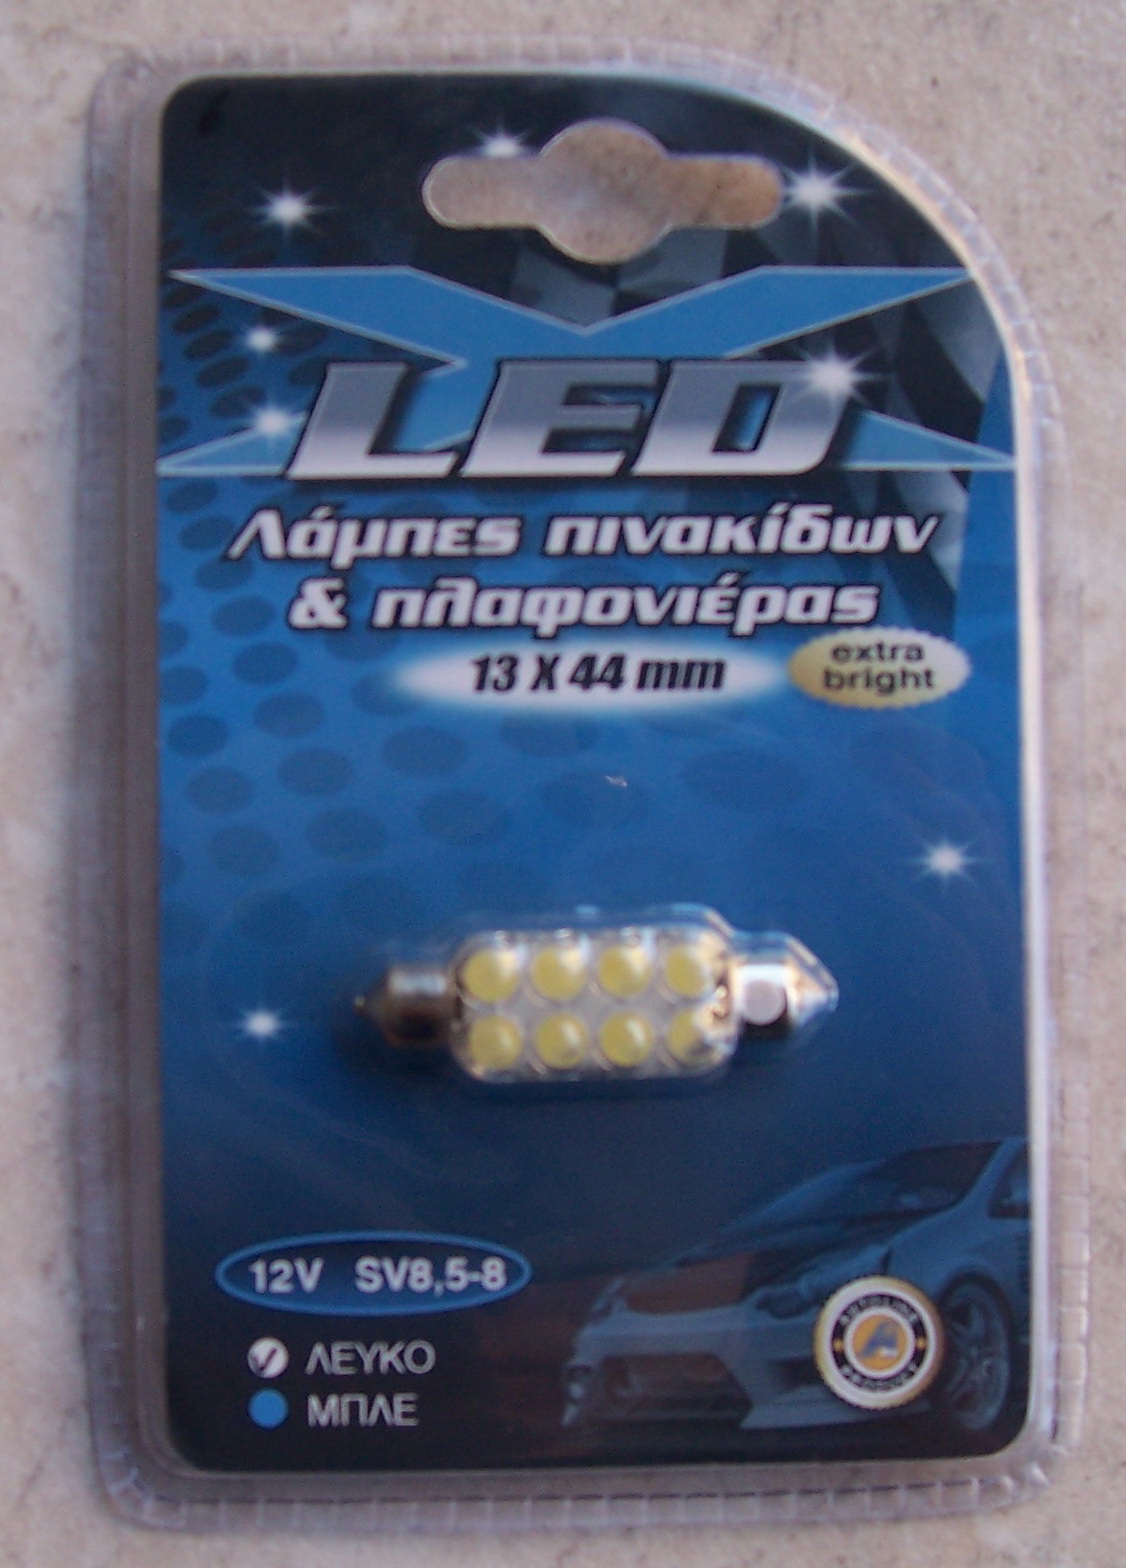 LED
Λάμπες πινακίδων
& πλαφονιέρας
13 X 44 mm
extra
bright
12V SV8,5-8
ΛΕΥΚΟ
ΜΠΛΕ